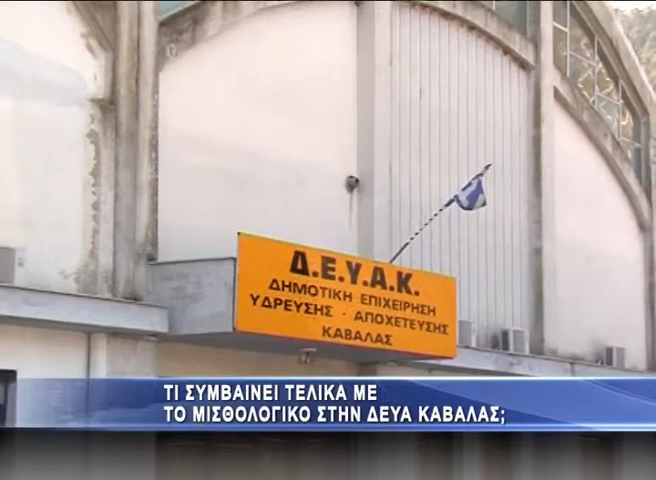 Δ.Ε.Υ.Α.Κ.
ΔΗΜΟΤΙΚΗ ΕΠΙΧΕΙΡΗΣΗ
ΥΔΡΕΥΣΗΣ · ΑΠΟΧΕΤΕΥΣΗΣ
ΚΑΒΑΛΑΣ
ΤΙ ΣΥΜΒΑΙΝΕΙ ΤΕΛΙΚΑ ΜΕ
ΤΟ ΜΙΣΘΟΛΟΓΙΚΟ ΣΤΗΝ ΔΕΥΑ ΚΑΒΑΛΑΣ;